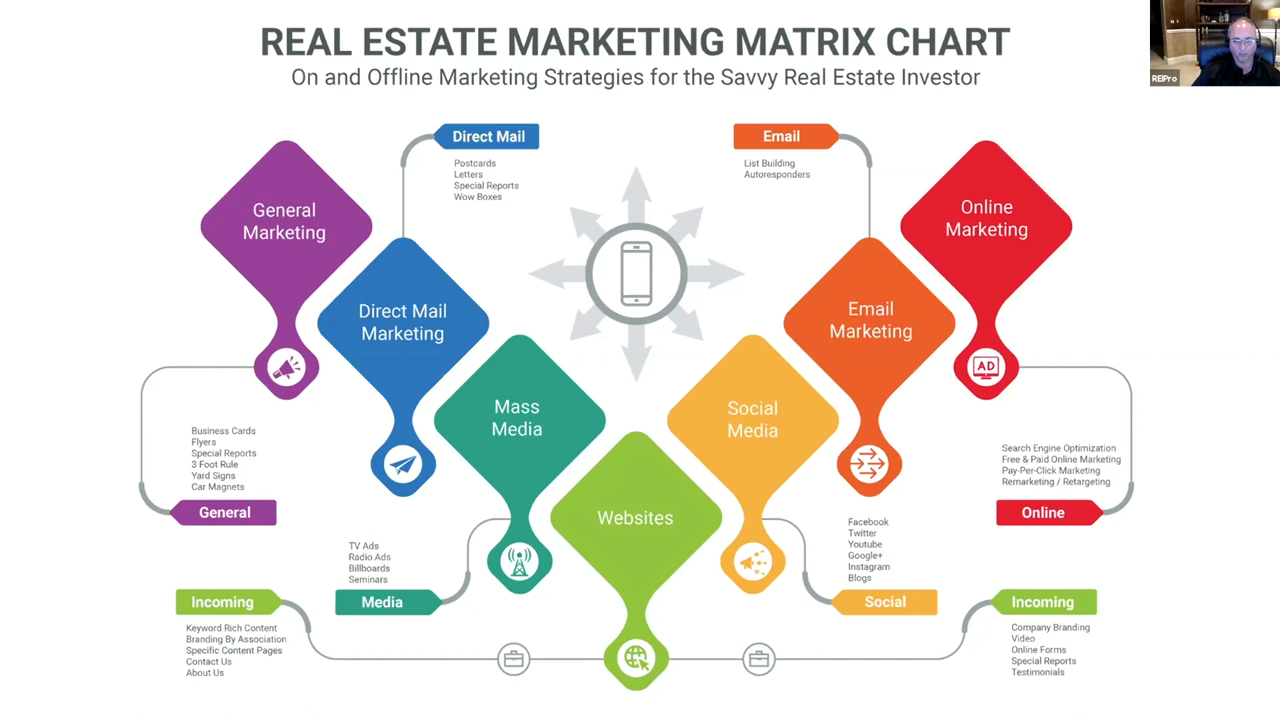 REAL ESTATE MARKETING MATRIX CHART
On and Offline Marketing Strategies for the Savvy Real Estate Investor
REIPro
Direct Mail
Postcards
Letters
Special Reports
Wow Boxes
Email
List Building
Autoresponders
General
Marketing
Online
Marketing
Direct Mail
Marketing
Email
Marketing
AD
Mass
Media
Social
Media
Business Cards
Flyers
Special Reports
3 Foot Rule
Yard Signs
Car Magnets
General
Search Engine Optimization
Free & Paid Online Marketing
Pay-Per-Click Marketing
Remarketing / Retargeting
Online
Websites
TV Ads
Radio Ads
Billboards
Seminars
Media
Facebook
Twitter
Youtube
Google+
Instagram
Blogs
Social
Incoming
Keyword Rich Content
Branding By Association
Specific Content Pages
Contact Us
About Us
Incoming
Company Branding
Video
Online Forms
Special Reports
Testimonials